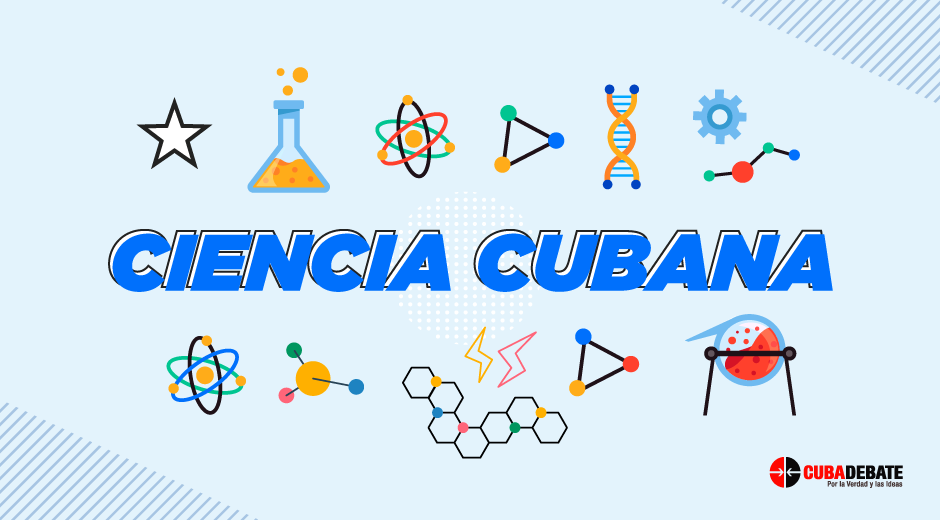 CIENCIA CUBANA
CUBADEBATE
Por la Verdad y las Ideas